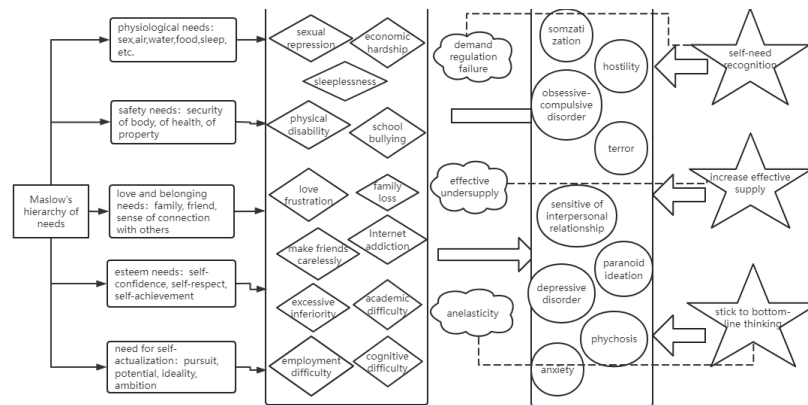 Maslow's
hierarchy of
needs
physiological needs:
sex,air,water,food,sleep,
etc.
safety needs: security
of body, of health, of
property
love and belonging
needs: family, friend,
sense of connection
with others
esteem needs: self-
confidence, self-respect,
self-achievement
need for self-
actualization: pursuit,
potential, ideality,
ambition
sexual
repression
economic
hardship
sleeplessness
physical
disability
school
bullying
love
frustration
family
loss
make friends
carelessly
Internet
addiction
excessive
inferiority
academic
difficulty
employment
difficulty
cognitive
difficulty
demand
regulation
failure
effective
undersupply
anelasticity
somzati
zation
hostility
obsessive-
compulsive
disorder
terror
sensitive of
interpersonal
relationship
paranoid
ideation
depressive
disorder
phychosis
anxiety
self-need
recognition
increase effective
supply
stick to bottom-
line thinking